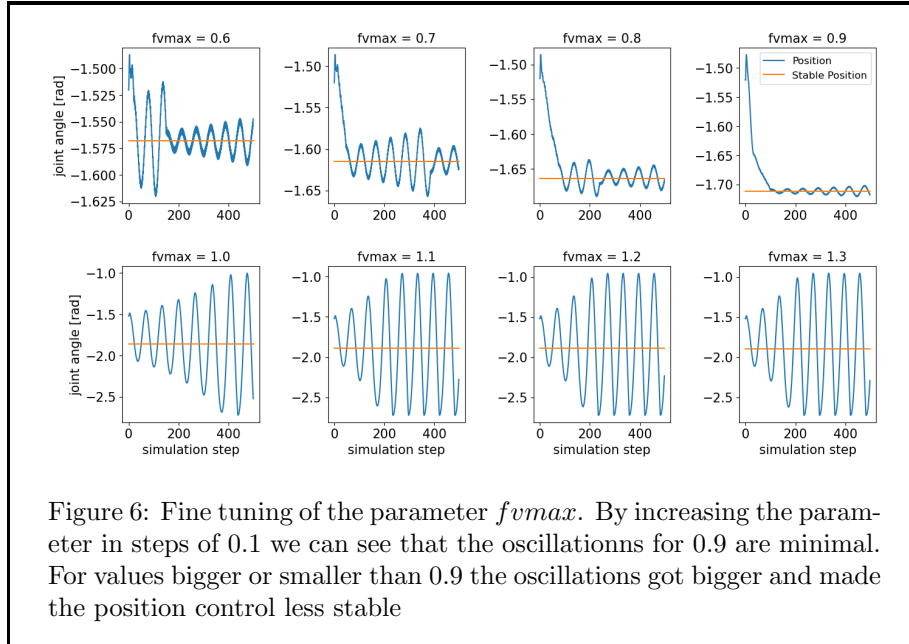 fvmax = 0.6
fvmax = 0.7
fvmax = 0.8
fvmax = 0.9
joint angle [rad]
−1.500
−1.525
−1.550
−1.575
−1.600
−1.625
0 200 400
−1.50
−1.55
−1.60
−1.65
0 200 400
−1.50
−1.55
−1.60
−1.65
0 200 400
Position
Stable Position
−1.50
−1.55
−1.60
−1.65
−1.70
0 200 400
fvmax = 1.0
fvmax = 1.1
fvmax = 1.2
fvmax = 1.3
joint angle [rad]
−1.0
−1.5
−2.0
−2.5
0 200 400
simulation step
−1.0
−1.5
−2.0
−2.5
0 200 400
simulation step
−1.0
−1.5
−2.0
−2.5
0 200 400
simulation step
−1.0
−1.5
−2.0
−2.5
0 200 400
simulation step
Figure 6: Fine tuning of the parameter fvmax. By increasing the param-
eter in steps of 0.1 we can see that the oscillationns for 0.9 are minimal.
For values bigger or smaller than 0.9 the oscillations got bigger and made
the position control less stable